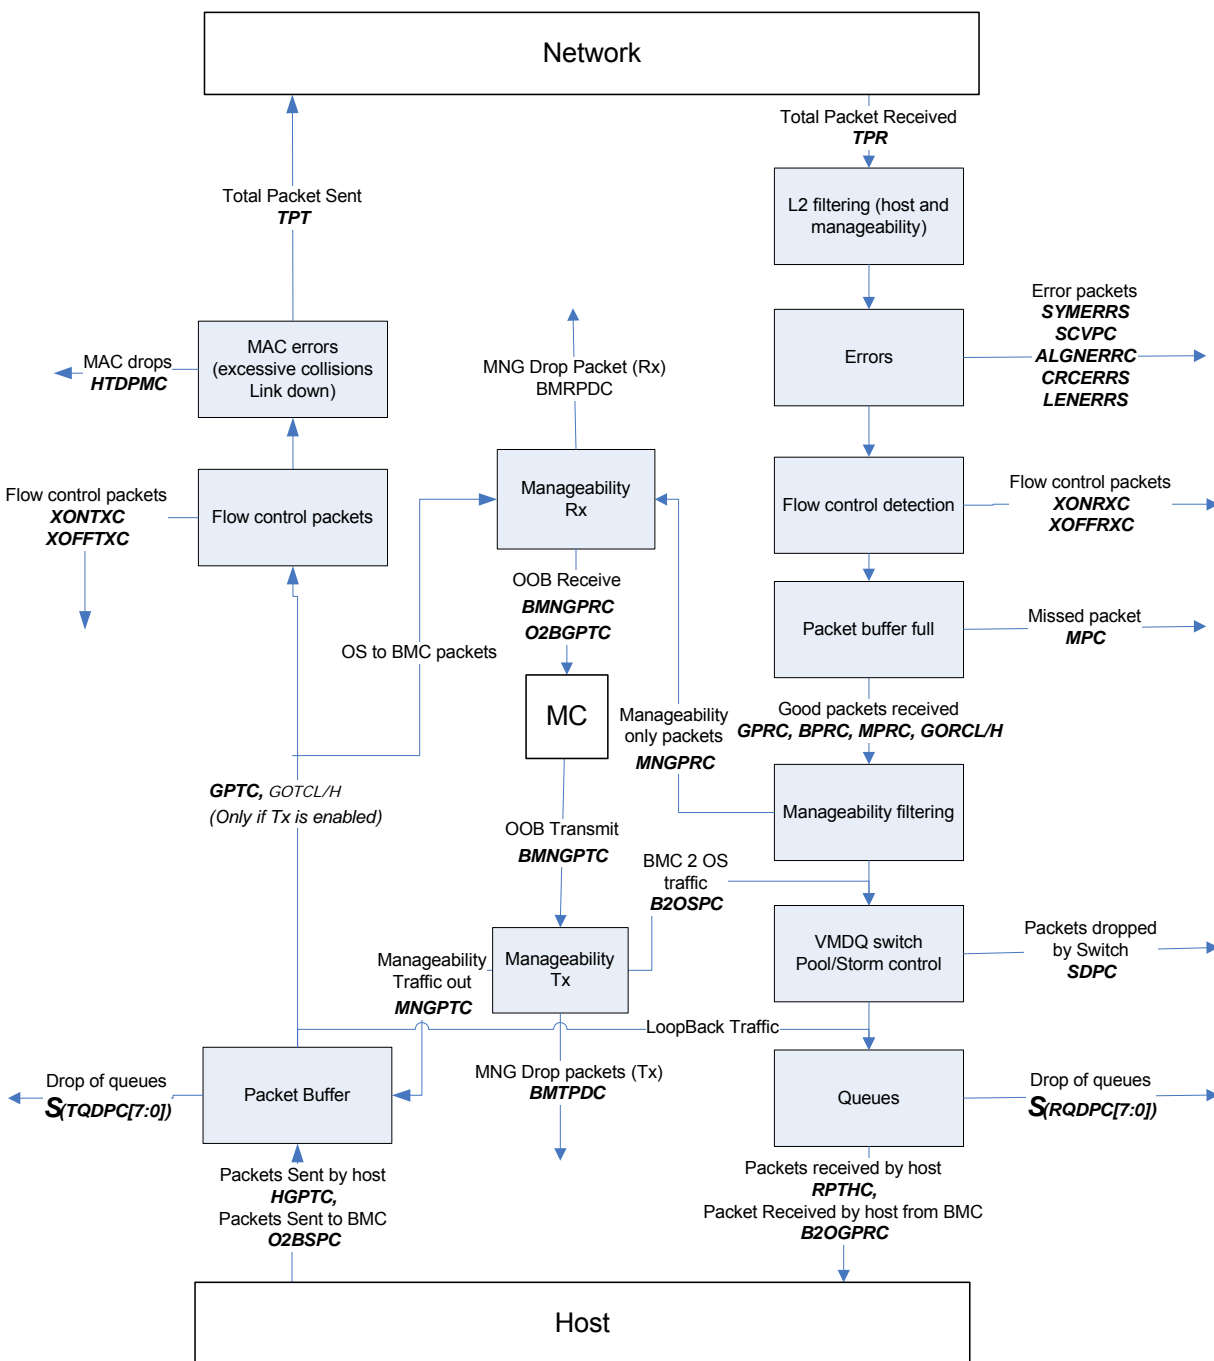 Network
Total Packet Received
TPR
L2 filtering (host and
manageability)
Total Packet Sent
TPT
Error packets
SYMERRS
SCVPC
ALGNERRC
CRCERRS
LENERRS
MAC errors
(excessive collisions
Link down)
Errors
MAC drops
HTDPMC
MNG Drop Packet (Rx)
BMRPDC
Flow control packets
XONTXC
XOFFTXC
Flow control packets
Manageability
Rx
Flow control detection
Flow control packets
XONRXC
XOFFRXC
OOB Receive
BMNGPRC
O2BGPTC
Packet buffer full
Missed packet
MPC
OS to BMC packets
MC
Manageability
only packets
MNGPRC
Good packets received
GPRC, BPRC, MPRC, GORCL/H
GPTC, GOTCL/H
(Only if Tx is enabled)
Manageability filtering
OOB Transmit
BMNGPTC
BMC 2 OS
traffic
B2OSPC
Manageability
Traffic out
MNGPTC
Manageability
Tx
VMDQ switch
Pool/Storm control
Packets dropped
by Switch
SDPC
LoopBack Traffic
Drop of queues
S(TQDPC[7:0])
Packet Buffer
MNG Drop packets (Tx)
BMTPDC
Queues
Drop of queues
S(RQDPC[7:0])
Packets Sent by host
HGPTC,
Packets Sent to BMC
O2BSPC
Packets received by host
RPTHC,
Packet Received by host from BMC
B2OGPRC
Host